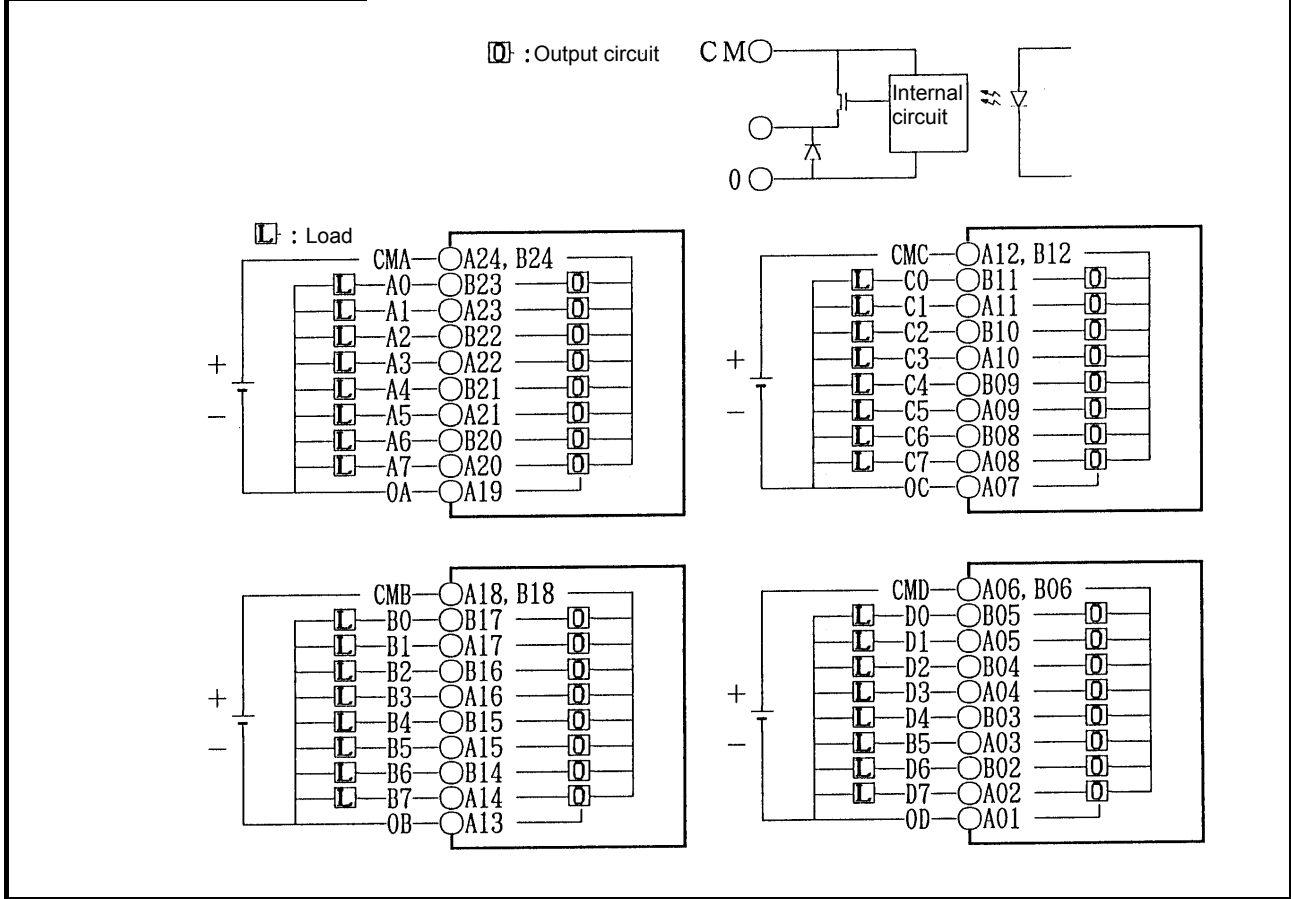 O : Output circuit
CM
Internal
circuit
0
L : Load
CMA A24, B24
L A0 B23 O
L A1 A23 O
L A2 B22 O
L A3 A22 O
L A4 B21 O
L A5 A21 O
L A6 B20 O
L A7 A20 O
0A A19
+
−
CMC A12, B12
L C0 B11 O
L C1 A11 O
L C2 B10 O
L C3 A10 O
L C4 B09 O
L C5 A09 O
L C6 B08 O
L C7 A08 O
0C A07
+
−
CMB A18, B18
L B0 B17 O
L B1 A17 O
L B2 B16 O
L B3 A16 O
L B4 B15 O
L B5 A15 O
L B6 B14 O
L B7 A14 O
0B A13
+
−
CMD A06, B06
L D0 B05 O
L D1 A05 O
L D2 B04 O
L D3 A04 O
L D4 B03 O
L B5 A03 O
L D6 B02 O
L D7 A02 O
0D A01
+
−